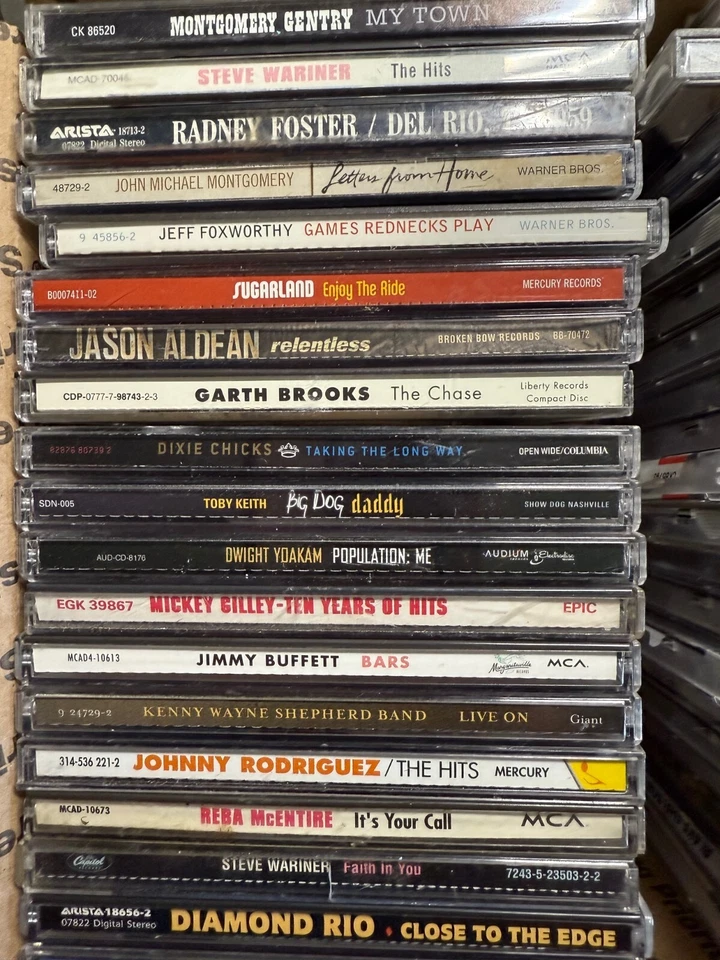 CK 86520 MONTGOMERY GENTRY MY TOWN
MCAD-70046 STEVE WARINER The Hits MCA
ARISTA 18713-2 RADNEY FOSTER / DEL RIO, 59
07822 Digital Stereo
48729-2 JOHN MICHAEL MONTGOMERY Letters from Home WARNER BROS.
9 45856-2 JEFF FOXWORTHY GAMES REDNECKS PLAY WARNER BROS.
B0007411-02 SUGARLAND Enjoy The Ride MERCURY RECORDS
JASON ALDEAN relentless BROKEN BOW RECORDS BB-70472
CDP-0777-7-98743-2-3 GARTH BROOKS The Chase Liberty Records
Compact Disc
82876 80739 2 DIXIE CHICKS TAKING THE LONG WAY OPEN WIDE/COLUMBIA
SDN-005 TOBY KEITH BIG DOG daddy SHOW DOG NASHVILLE
AUD-CD-8176 DWIGHT YOAKAM POPULATION: ME AUDIUM
EGK 39867 MICKEY GILLEY-TEN YEARS OF HITS EPIC
MCAD4-10613 JIMMY BUFFETT BARS Margaritaville RECORDS MCA
9 24729-2 KENNY WAYNE SHEPHERD BAND LIVE ON Giant
314-536 221-2 JOHNNY RODRIGUEZ/THE HITS MERCURY
MCAD-10673 REBA McENTIRE It's Your Call MCA
Capitol STEVE WARINER Faith In You 7243-5-23503-2-2
ARISTA 18656-2 DIAMOND RIO • CLOSE TO THE EDGE
07822 Digital Stereo